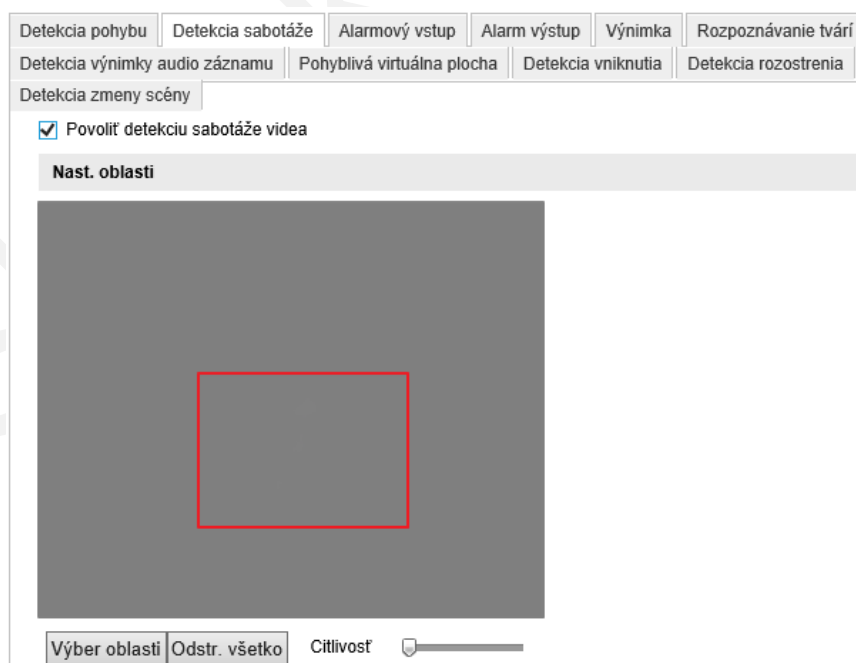 Detekcia pohybu Detekcia sabotáže Alarmový vstup Alarm výstup Výnimka Rozpoznávanie tvárí
Detekcia výnimky audio záznamu Pohyblivá virtuálna plocha Detekcia vniknutia Detekcia rozostrenia
Detekcia zmeny scény
Povoliť detekciu sabotáže videa
Nast. oblasti
Výber oblasti Odstr. všetko Citlivosť